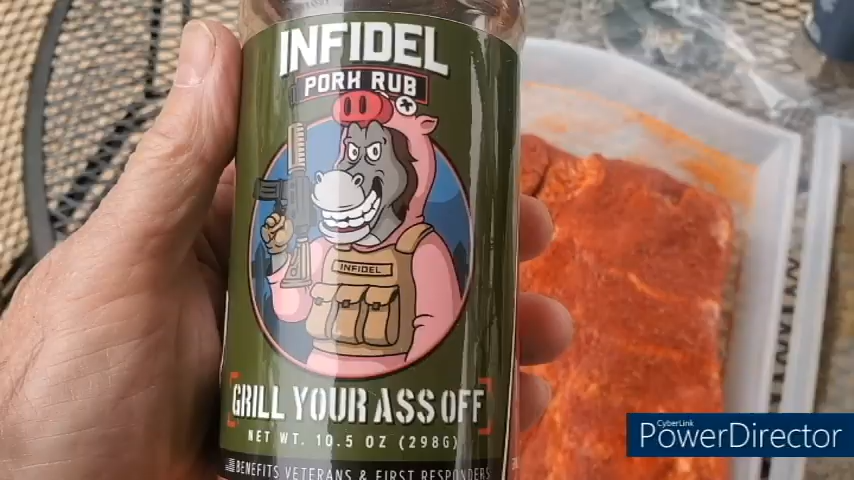 INFIDEL
PORK RUB
INFIDEL
GRILL YOUR ASS OFF
NET WT. 10.5 OZ (298G)
BENEFITS VETERANS & FIRST RESPONDERS
CyberLink
PowerDirector